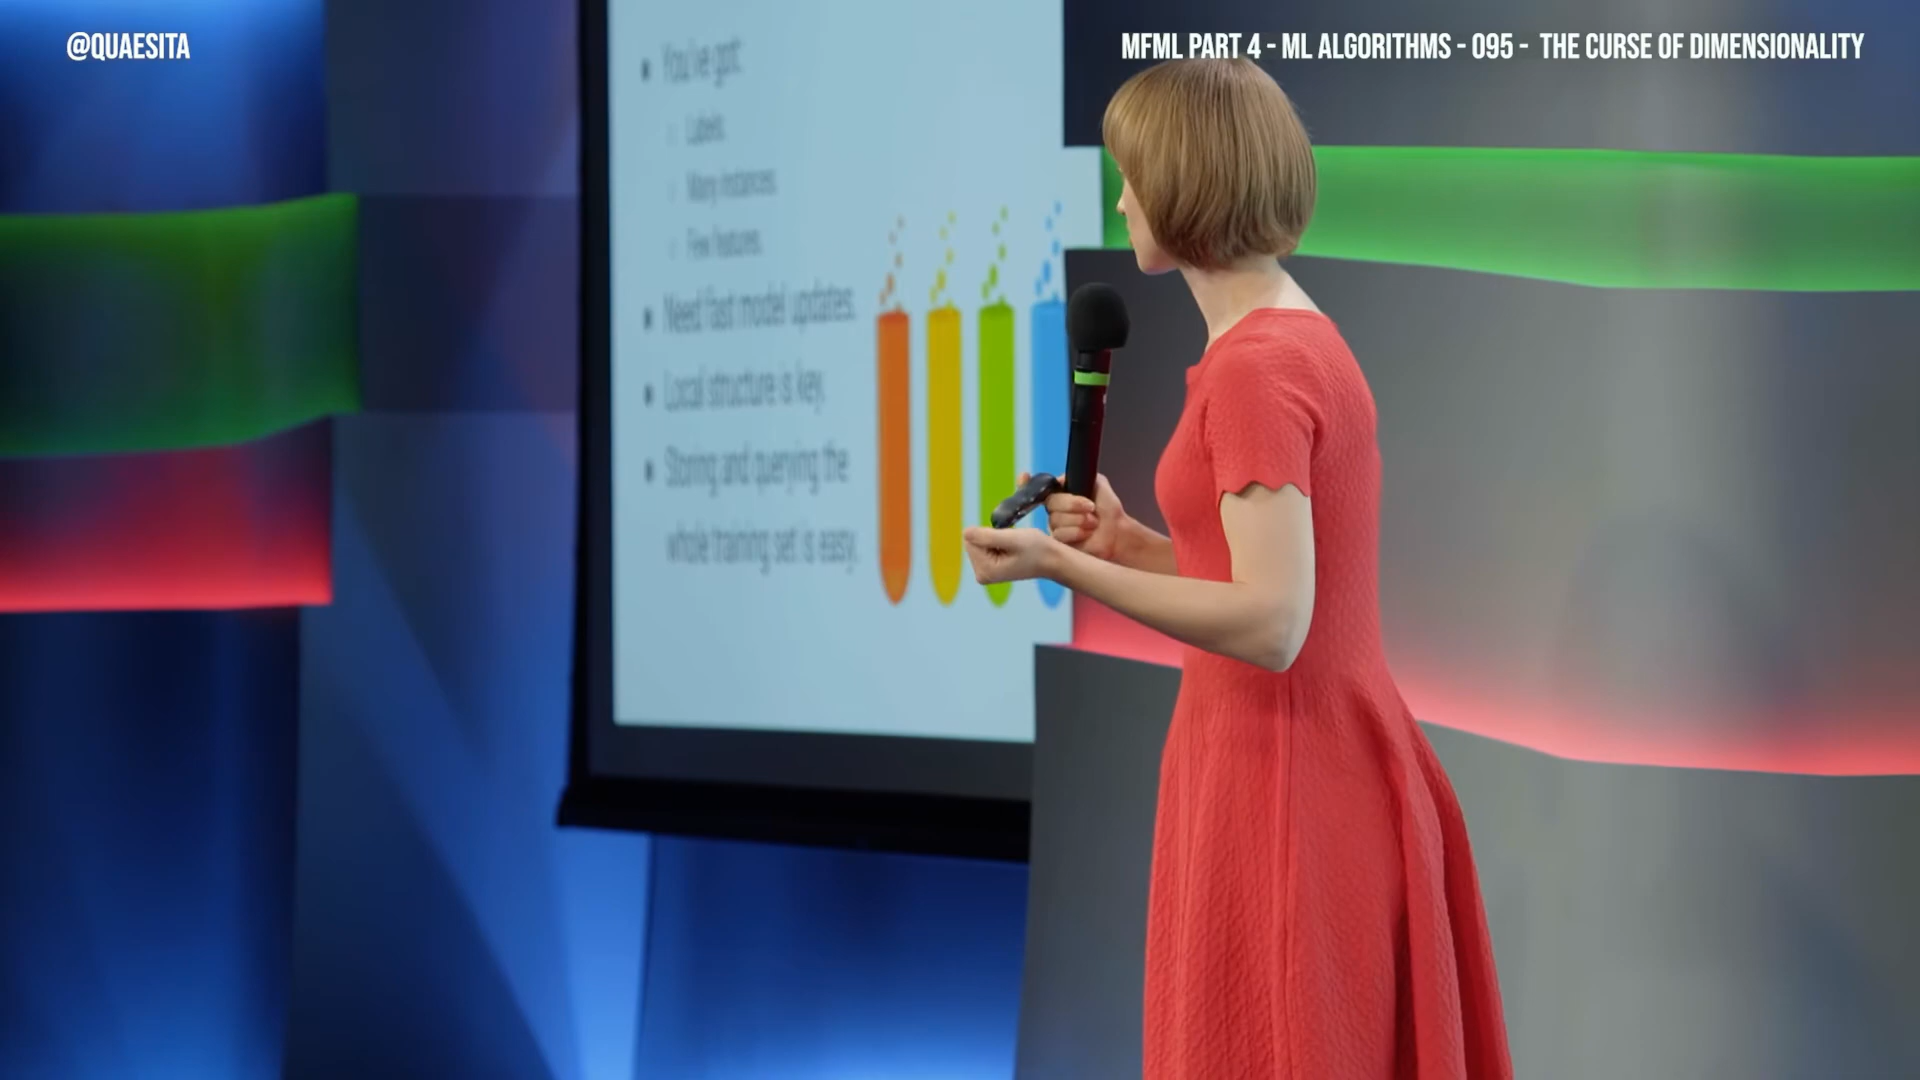 @QUAESITA
MFML PART 4 - ML ALGORITHMS - 095 - THE CURSE OF DIMENSIONALITY
You've got:
Labels
Many instances
Few features
Need fast model updates.
Local structure is key.
Storing and querying the
whole training set is easy.